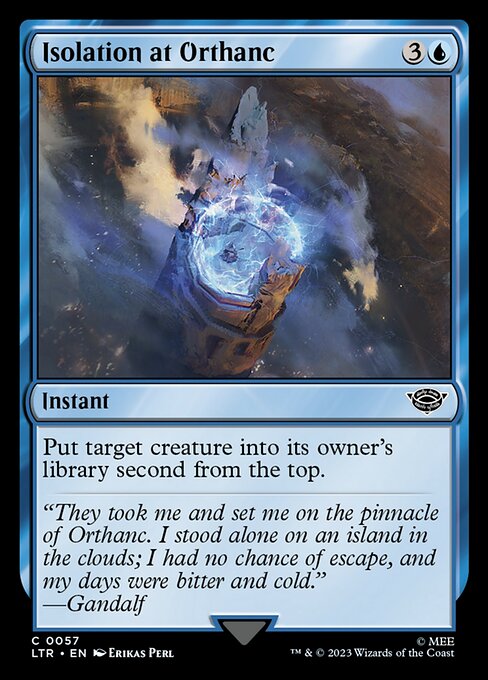 Isolation at Orthanc 3
Instant
Put target creature into its owner's
library second from the top.
“They took me and set me on the pinnacle
of Orthanc. I stood alone on an island in
the clouds; I had no chance of escape, and
my days were bitter and cold.”
—Gandalf
C 0057
LTR • EN Erikas Perl
© MEE
™ & © 2023 Wizards of the Coast